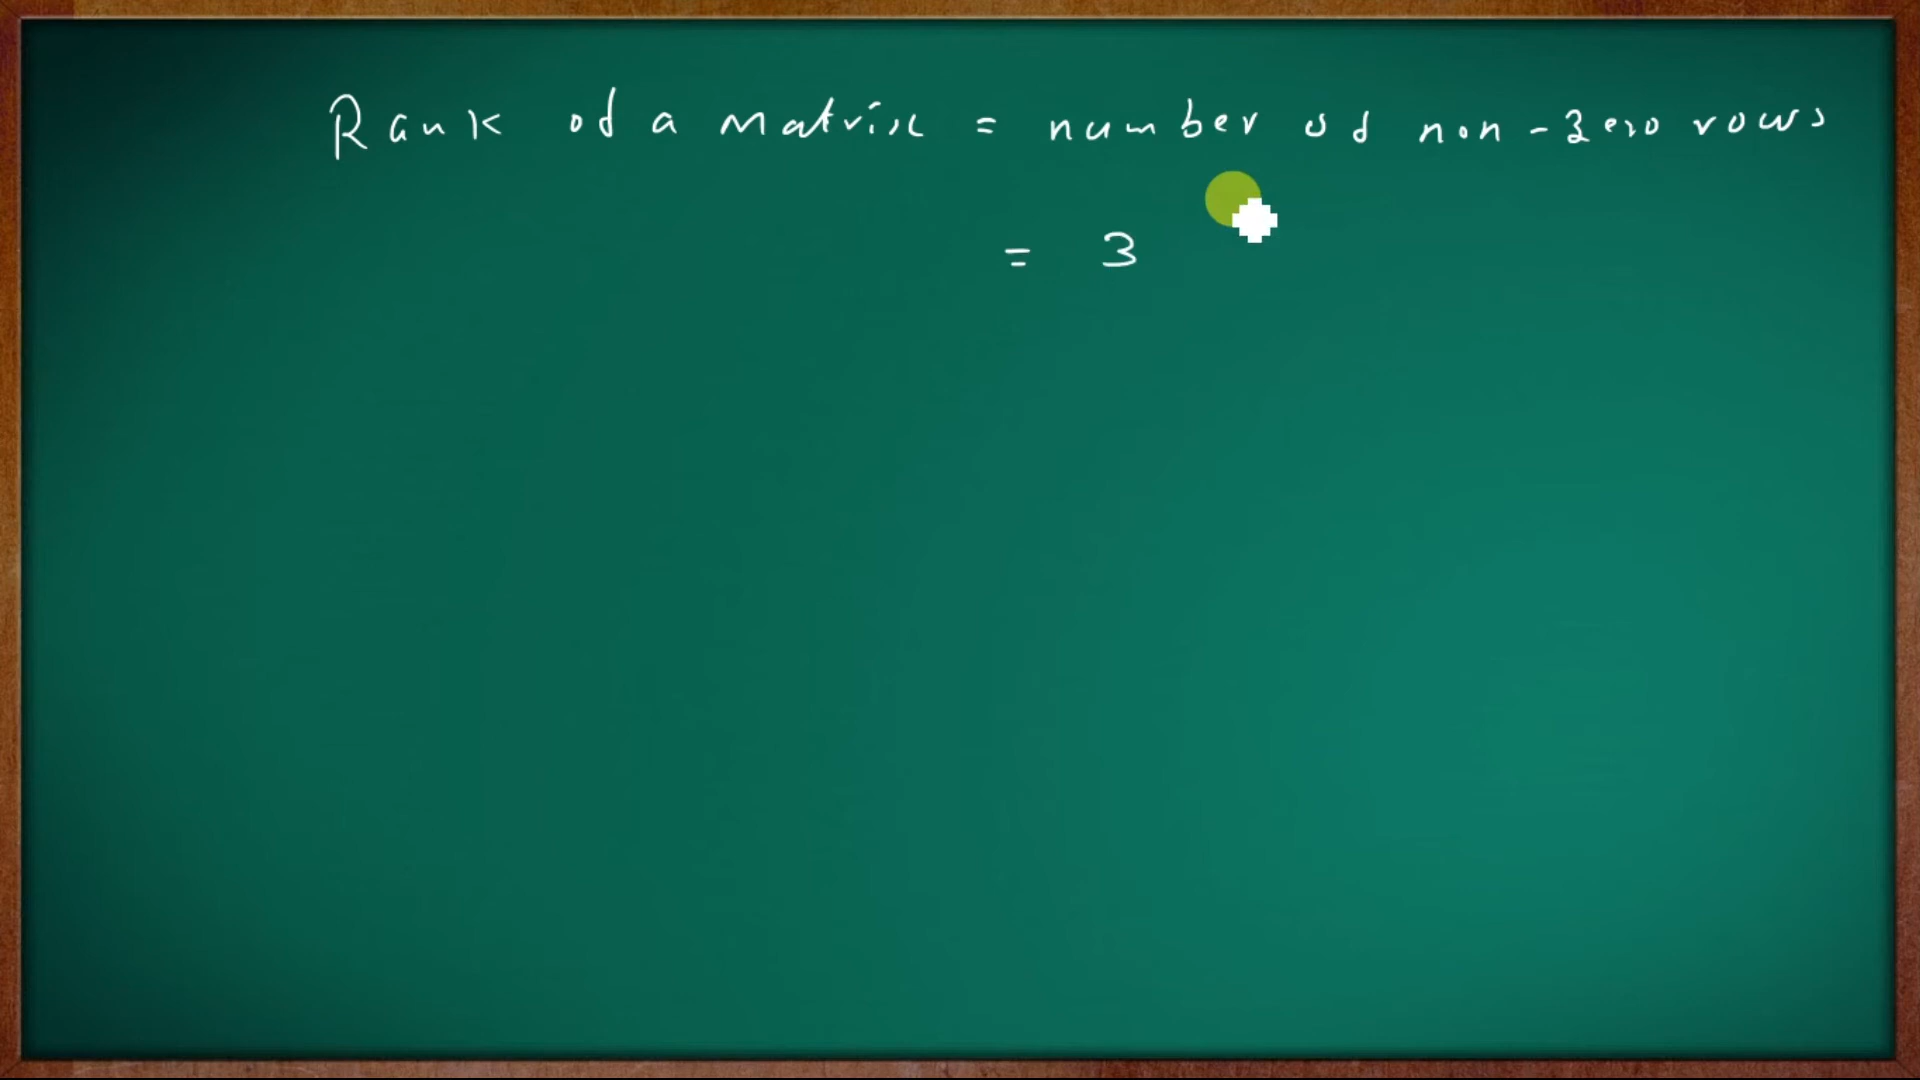 Rank of a matrix = number of non-zero rows
= 3